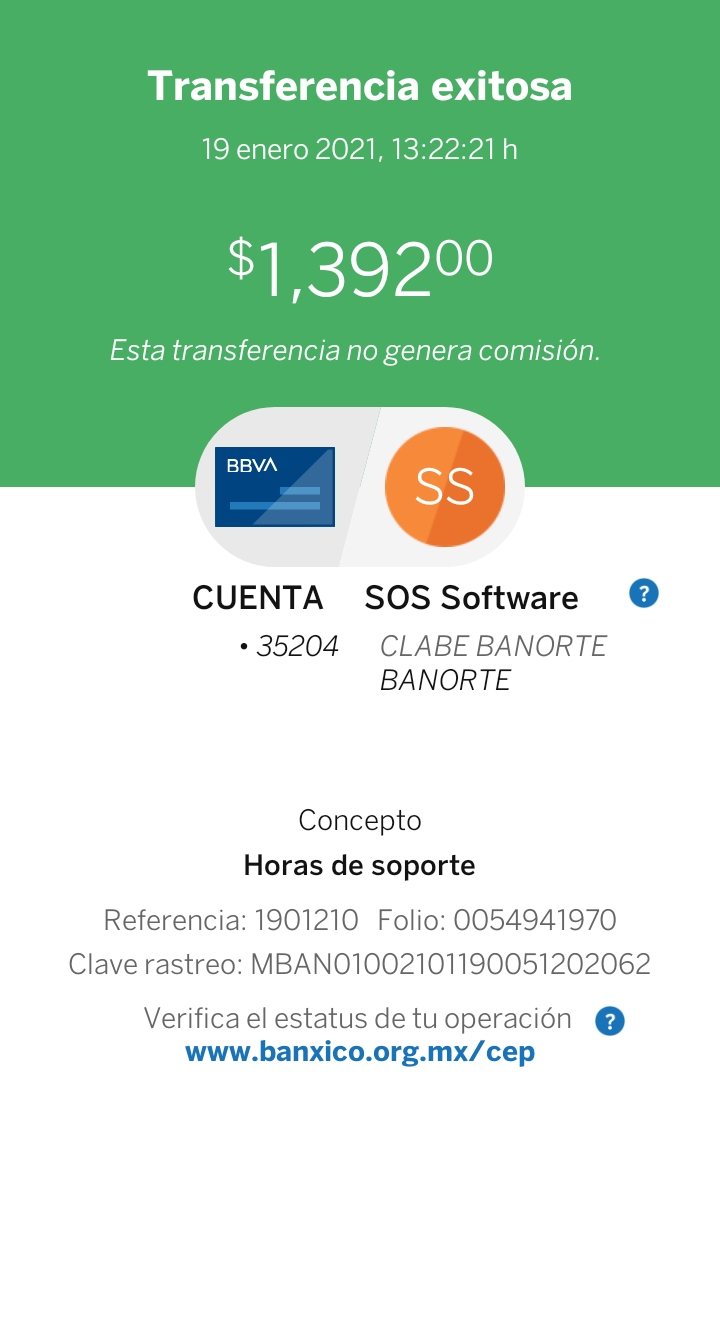 Transferencia exitosa
19 enero 2021, 13:22:21 h
$1,39200
Esta transferencia no genera comisión.
BBVA
SS
CUENTA SOS Software ?
• 35204 CLABE BANORTE
BANORTE
Concepto
Horas de soporte
Referencia: 1901210 Folio: 0054941970
Clave rastreo: MBAN01002101190051202062
Verifica el estatus de tu operación ?
www.banxico.org.mx/cep